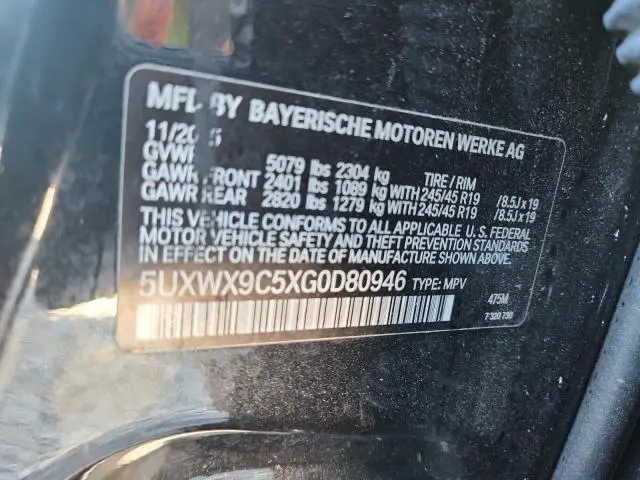 MFD BY BAYERISCHE MOTOREN WERKE AG
GVWR 5079 lbs 2304 kg TIRE / RIM
GAWR FRONT 2401 lbs 1089 kg WITH 245/45 R19 /8.5J x 19
GAWR REAR 2820 lbs 1279 kg WITH 245/45 R19 /8.5J x 19
THIS VEHICLE CONFORMS TO ALL APPLICABLE U.S. FEDERAL
MOTOR VEHICLE SAFETY AND THEFT PREVENTION STANDARDS
IN EFFECT ON THE DATE OF MANUFACTURE SHOWN ABOVE.
5UXWX9C5XG0D80946 TYPE: MPV
475M
7 320 730